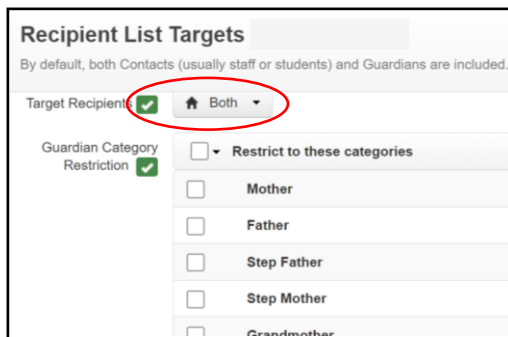 Recipient List Targets
By default, both Contacts (usually staff or students) and Guardians are included.
Target Recipients Both
Guardian Category Restriction
Restrict to these categories
Mother
Father
Step Father
Step Mother
Grandmother